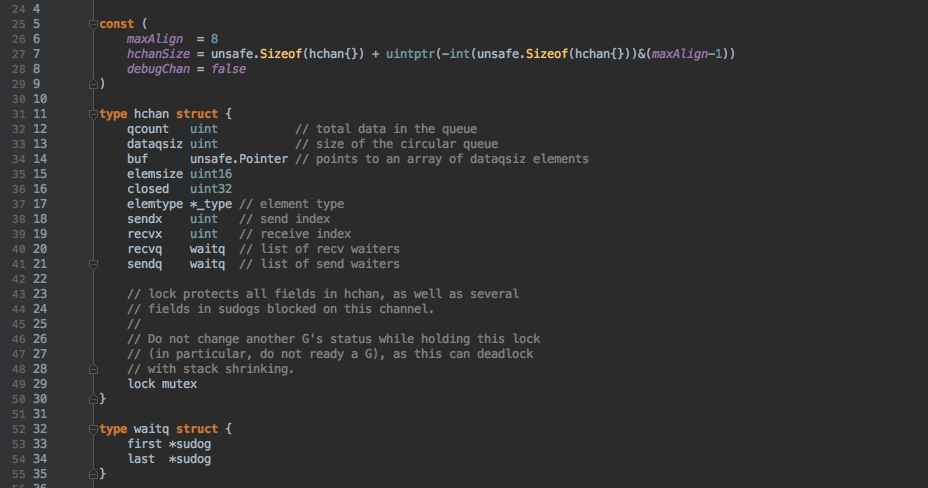 24 4
25 5 const (
26 6 maxAlign = 8
27 7 hchanSize = unsafe.Sizeof(hchan{}) + uintptr(-int(unsafe.Sizeof(hchan{}))&(maxAlign-1))
28 8 debugChan = false
29 9 )
30 10
31 11 type hchan struct {
32 12 qcount uint // total data in the queue
33 13 dataqsiz uint // size of the circular queue
34 14 buf unsafe.Pointer // points to an array of dataqsiz elements
35 15 elemsize uint16
36 16 closed uint32
37 17 elemtype *_type // element type
38 18 sendx uint // send index
39 19 recvx uint // receive index
40 20 recvq waitq // list of recv waiters
41 21 sendq waitq // list of send waiters
42 22
43 23 // lock protects all fields in hchan, as well as several
44 24 // fields in sudogs blocked on this channel.
45 25 //
46 26 // Do not change another G's status while holding this lock
47 27 // (in particular, do not ready a G), as this can deadlock
48 28 // with stack shrinking.
49 29 lock mutex
50 30 }
51 31
52 32 type waitq struct {
53 33 first *sudog
54 34 last *sudog
55 35 }
56 36